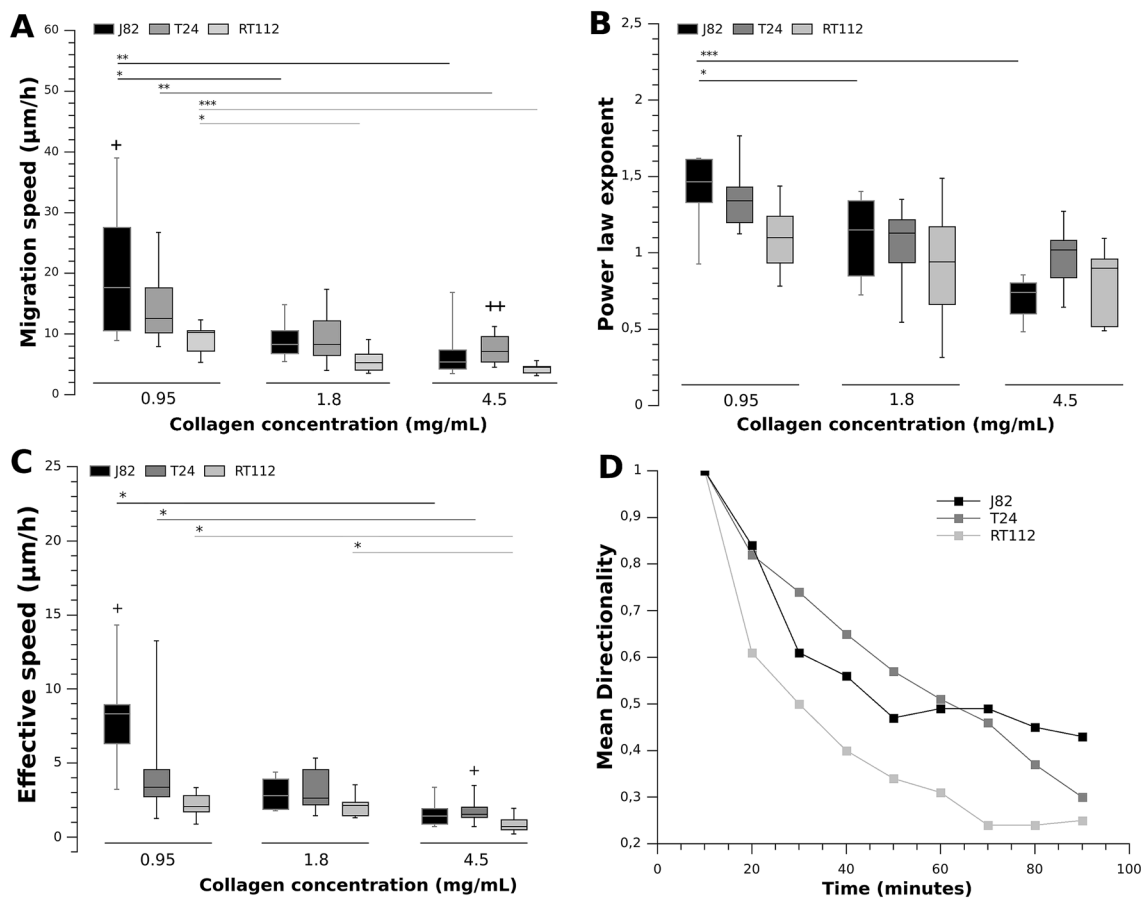 A
J82 T24 RT112
60
50
40
30
20
10
0
**
*
**
***
*
+
++
Migration speed (µm/h)
0.95 1.8 4.5
Collagen concentration (mg/mL)
B
J82 T24 RT112
2,5
2
1,5
1
0,5
0
***
*
Power law exponent
0.95 1.8 4.5
Collagen concentration (mg/mL)
C
J82 T24 RT112
25
20
15
10
5
0
*
*
*
*
+
+
Effective speed (µm/h)
0.95 1.8 4.5
Collagen concentration (mg/mL)
D
J82
T24
RT112
1
0,9
0,8
0,7
0,6
0,5
0,4
0,3
0,2
Mean Directionality
0 20 40 60 80 100
Time (minutes)